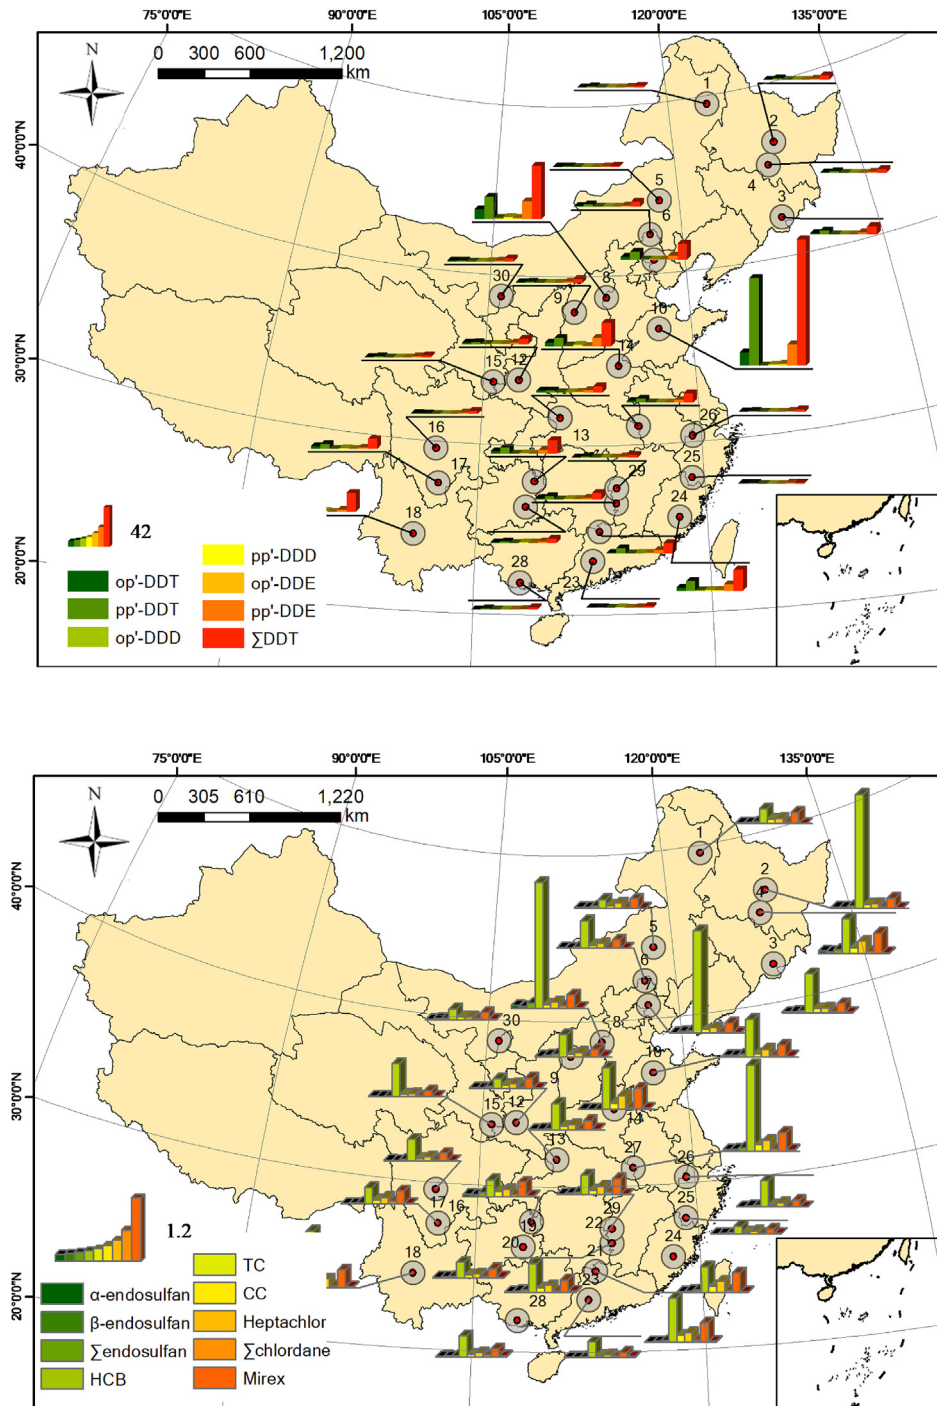 75°0'0"E 90°0'0"E 105°0'0"E 120°0'0"E 135°0'0"E
N
0 300 600 1,200
km
40°0'0"N
30°0'0"N
20°0'0"N
1
2
4
3
5
6
7
8
30
9
10
14
15 12
26
16
13
25
17
29
24
18
28
23
42
op'-DDT
pp'-DDT
op'-DDD
pp'-DDD
op'-DDE
pp'-DDE
∑DDT
75°0'0"E 90°0'0"E 105°0'0"E 120°0'0"E 135°0'0"E
N
0 305 610 1,220
km
40°0'0"N
30°0'0"N
20°0'0"N
1
2
4
5
3
6
7
8
30
9
15 12
14
13
27
26
17
16
25
29
19
22
20
24
21
18
23
28
1.2
α-endosulfan
β-endosulfan
∑endosulfan
HCB
TC
CC
Heptachlor
∑chlordane
Mirex